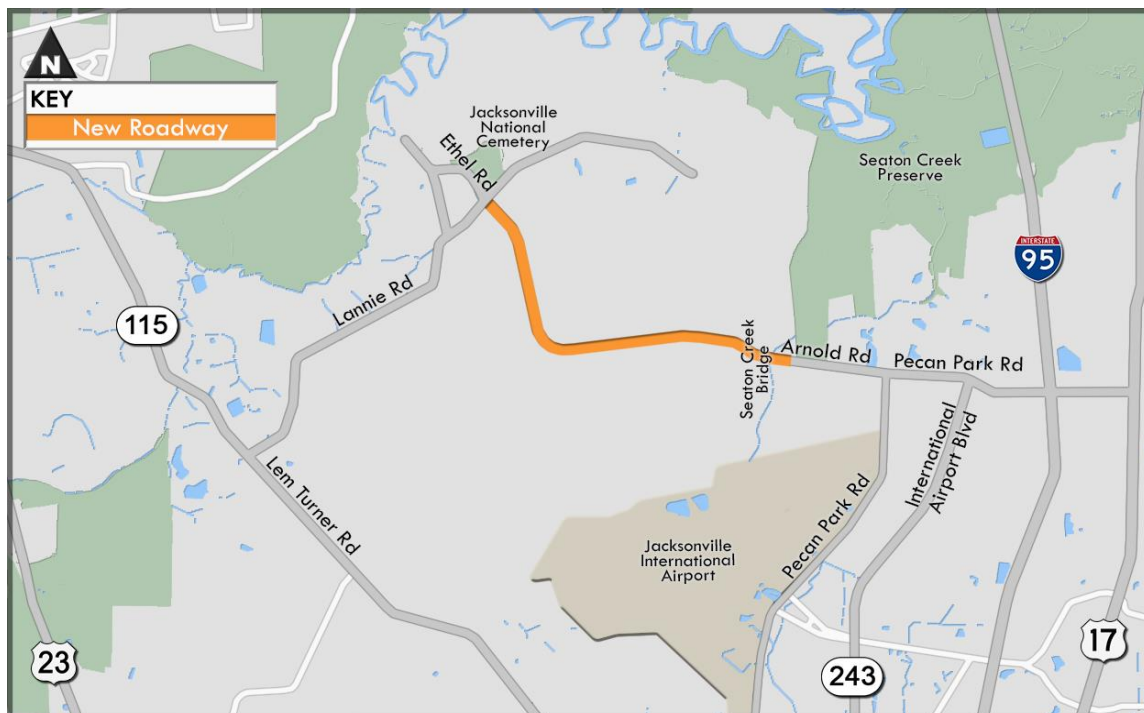 N
KEY
New Roadway
Jacksonville
National
Cemetery
Ethel Rd
Seaton Creek
Preserve
INTERSTATE
95
Lannie Rd
115
Seaton Creek
Bridge
Arnold Rd
Pecan Park Rd
International
Airport Blvd
Lem Turner Rd
Pecan Park Rd
Jacksonville
International
Airport
23
243
17